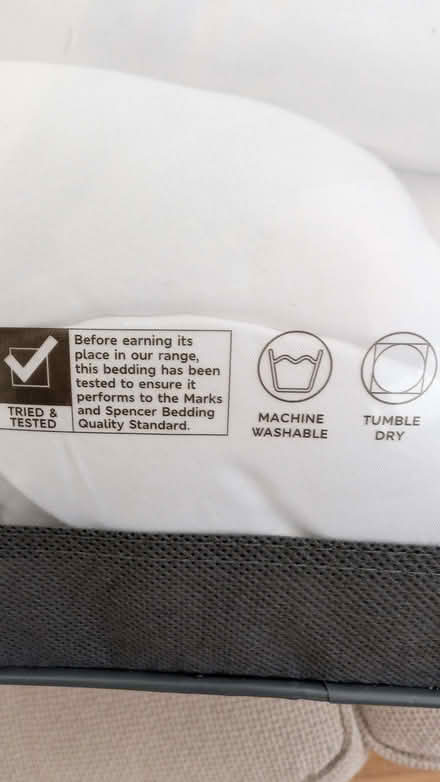 Before earning its
place in our range,
this bedding has been
tested to ensure it
performs to the Marks
and Spencer Bedding
Quality Standard.
TRIED &
TESTED
MACHINE
WASHABLE
TUMBLE
DRY